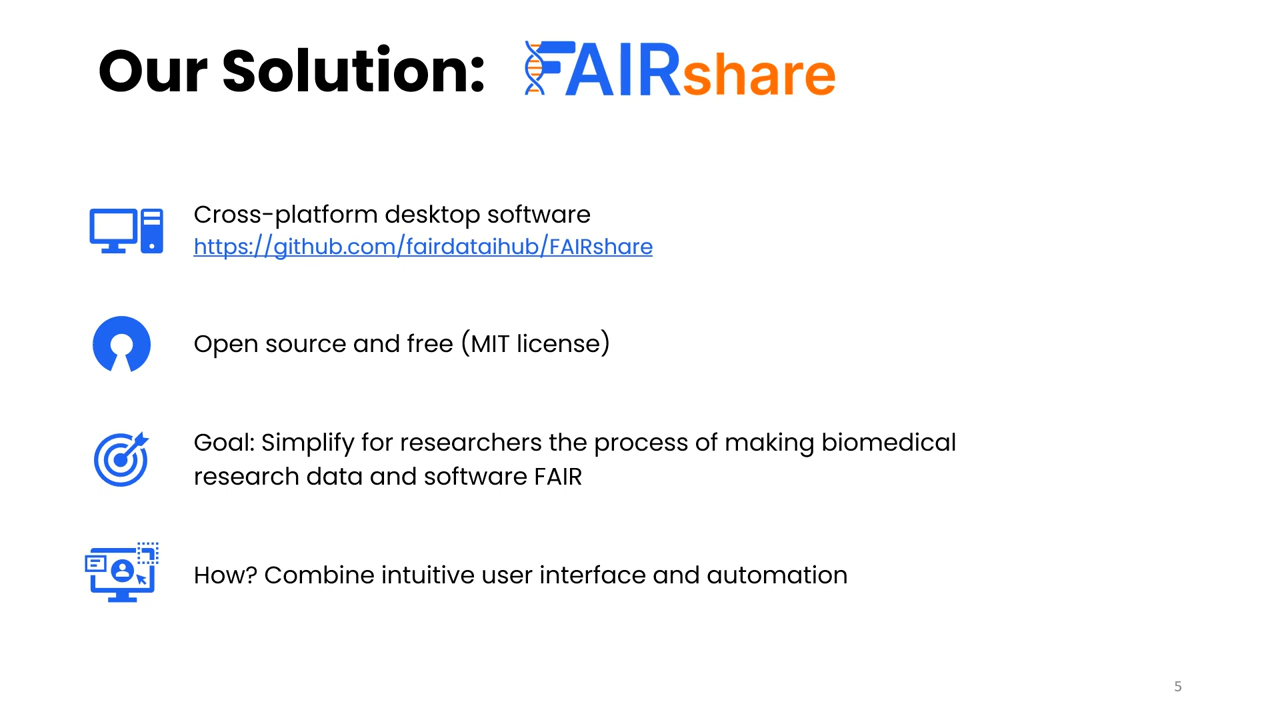 Our Solution: FAIRshare
Cross-platform desktop software
https://github.com/fairdataihub/FAIRshare
Open source and free (MIT license)
Goal: Simplify for researchers the process of making biomedical
research data and software FAIR
How? Combine intuitive user interface and automation
5